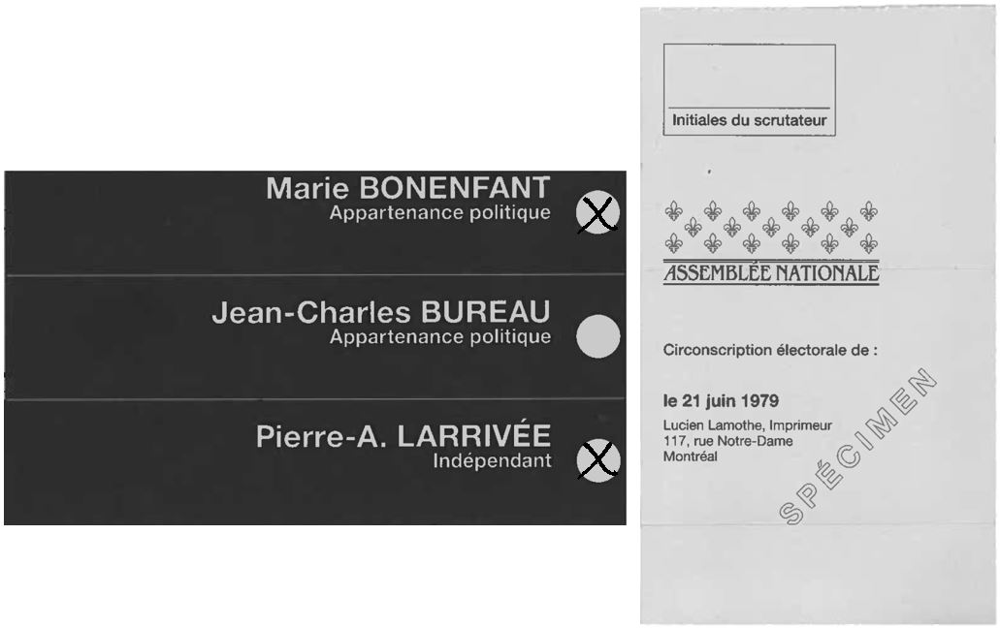 Marie BONENFANT
Appartenance politique
X
Jean-Charles BUREAU
Appartenance politique
Pierre-A. LARRIVÉE
Indépendant
X
Initiales du scrutateur
ASSEMBLÉE NATIONALE
Circonscription électorale de :
le 21 juin 1979
Lucien Lamothe, Imprimeur
117, rue Notre-Dame
Montréal
SPÉCIMEN